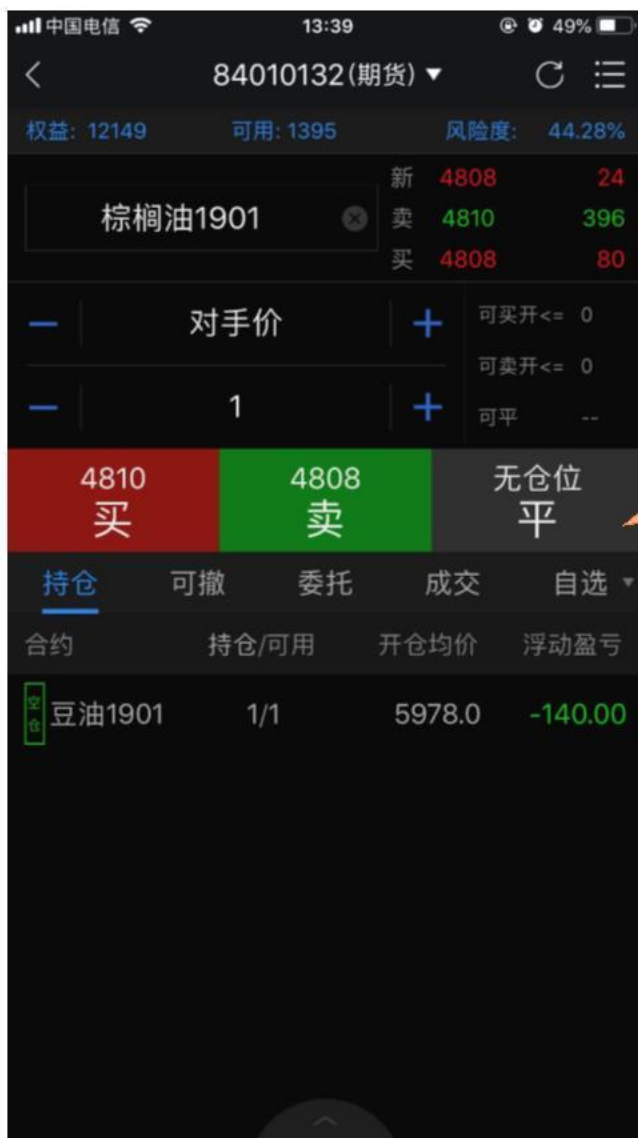 中国电信 13:39 49%
84010132(期货)▼
权益: 12149 可用: 1395 风险度: 44.28%
棕榈油1901
新 4808 24
卖 4810 396
买 4808 80
对手价
可买开<= 0
可卖开<= 0
1
可平 --
4810 4808 无仓位
买 卖 平
持仓 可撤 委托 成交 自选
合约 持仓/可用 开仓均价 浮动盈亏
空仓 豆油1901 1/1 5978.0 -140.00